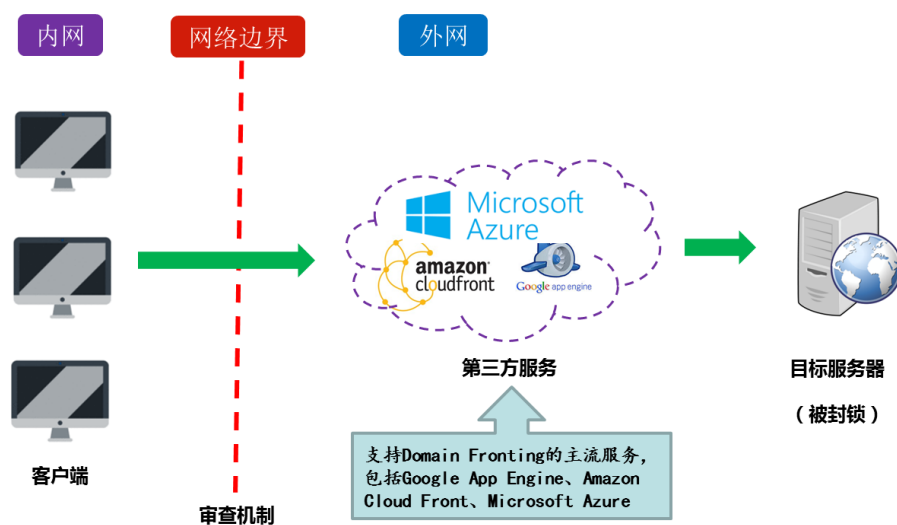 内网
网络边界
外网
Microsoft
Azure
amazon
cloudfront
Google app engine
第三方服务
目标服务器
（被封锁）
支持Domain Fronting的主流服务，
包括Google App Engine、Amazon
Cloud Front、Microsoft Azure
客户端
审查机制